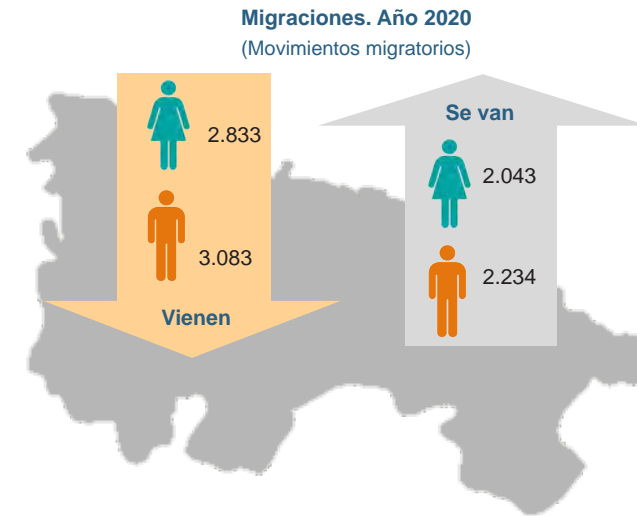 Migraciones. Año 2020
(Movimientos migratorios)
2.833
3.083
Vienen
Se van
2.043
2.234